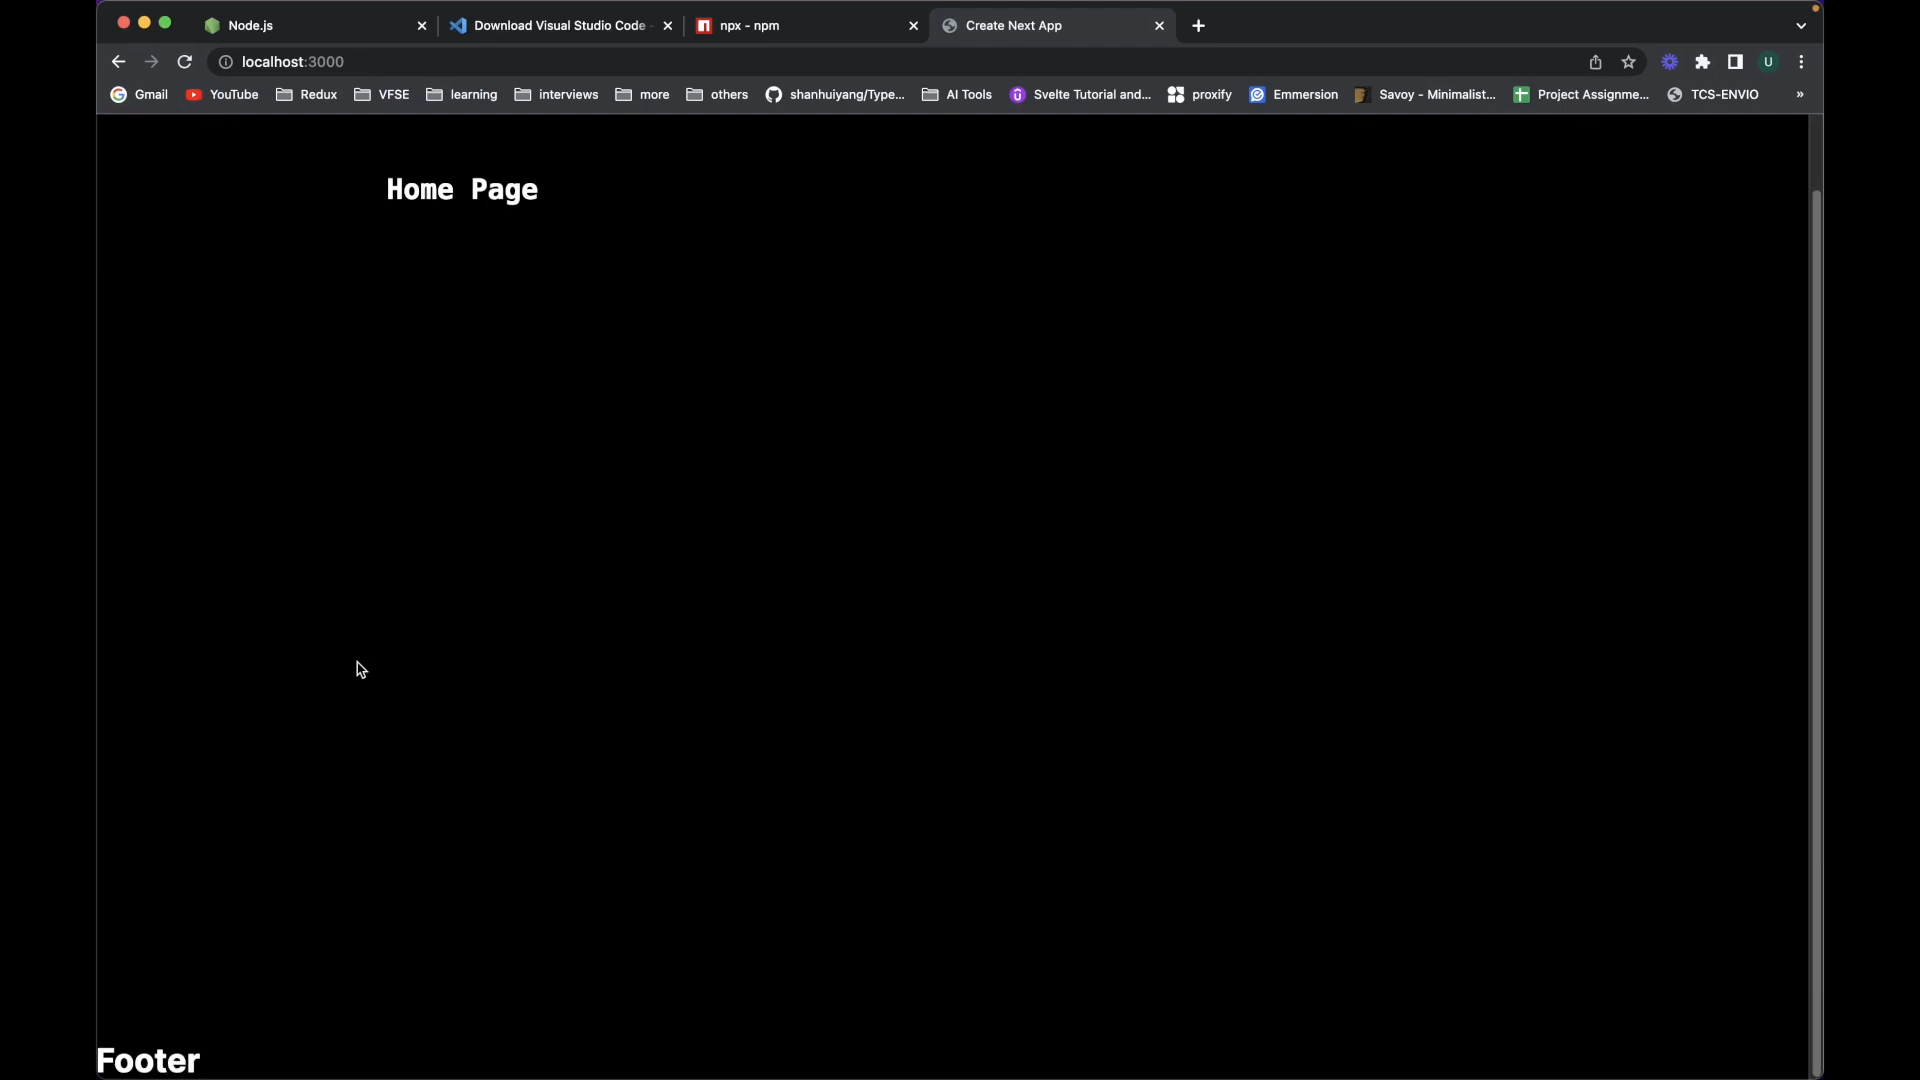 Node.js
Download Visual Studio Code -
npx - npm
Create Next App
localhost:3000
U
Gmail
YouTube
Redux
VFSE
learning
interviews
more
others
shanhuiyang/Type...
AI Tools
Svelte Tutorial and...
proxify
Emmersion
Savoy - Minimalist...
Project Assignme...
TCS-ENVIO
»
Home Page
Footer